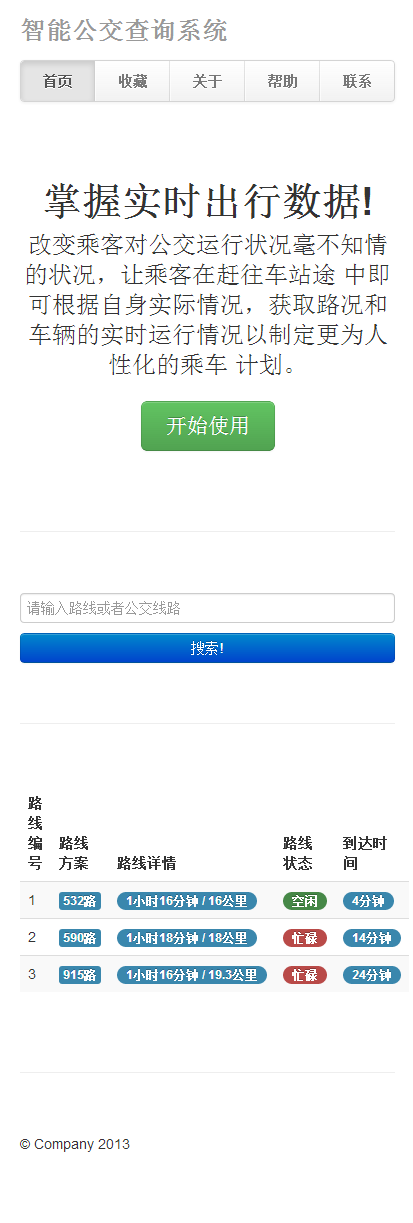 智能公交查询系统
首页 收藏 关于 帮助 联系
掌握实时出行数据!
改变乘客对公交运行状况毫不知情
的状况，让乘客在赶往车站途 中即
可根据自身实际情况，获取路况和
车辆的实时运行情况以制定更为人
性化的乘车 计划。
开始使用
请输入路线或者公交线路
搜索!
路
线
编
号
路线
方案
路线详情
路线
状态
到达时
间
1 532路 1小时16分钟 / 16公里 空闲 4分钟
2 590路 1小时18分钟 / 18公里 忙碌 14分钟
3 915路 1小时16分钟 / 19.3公里 忙碌 24分钟
© Company 2013